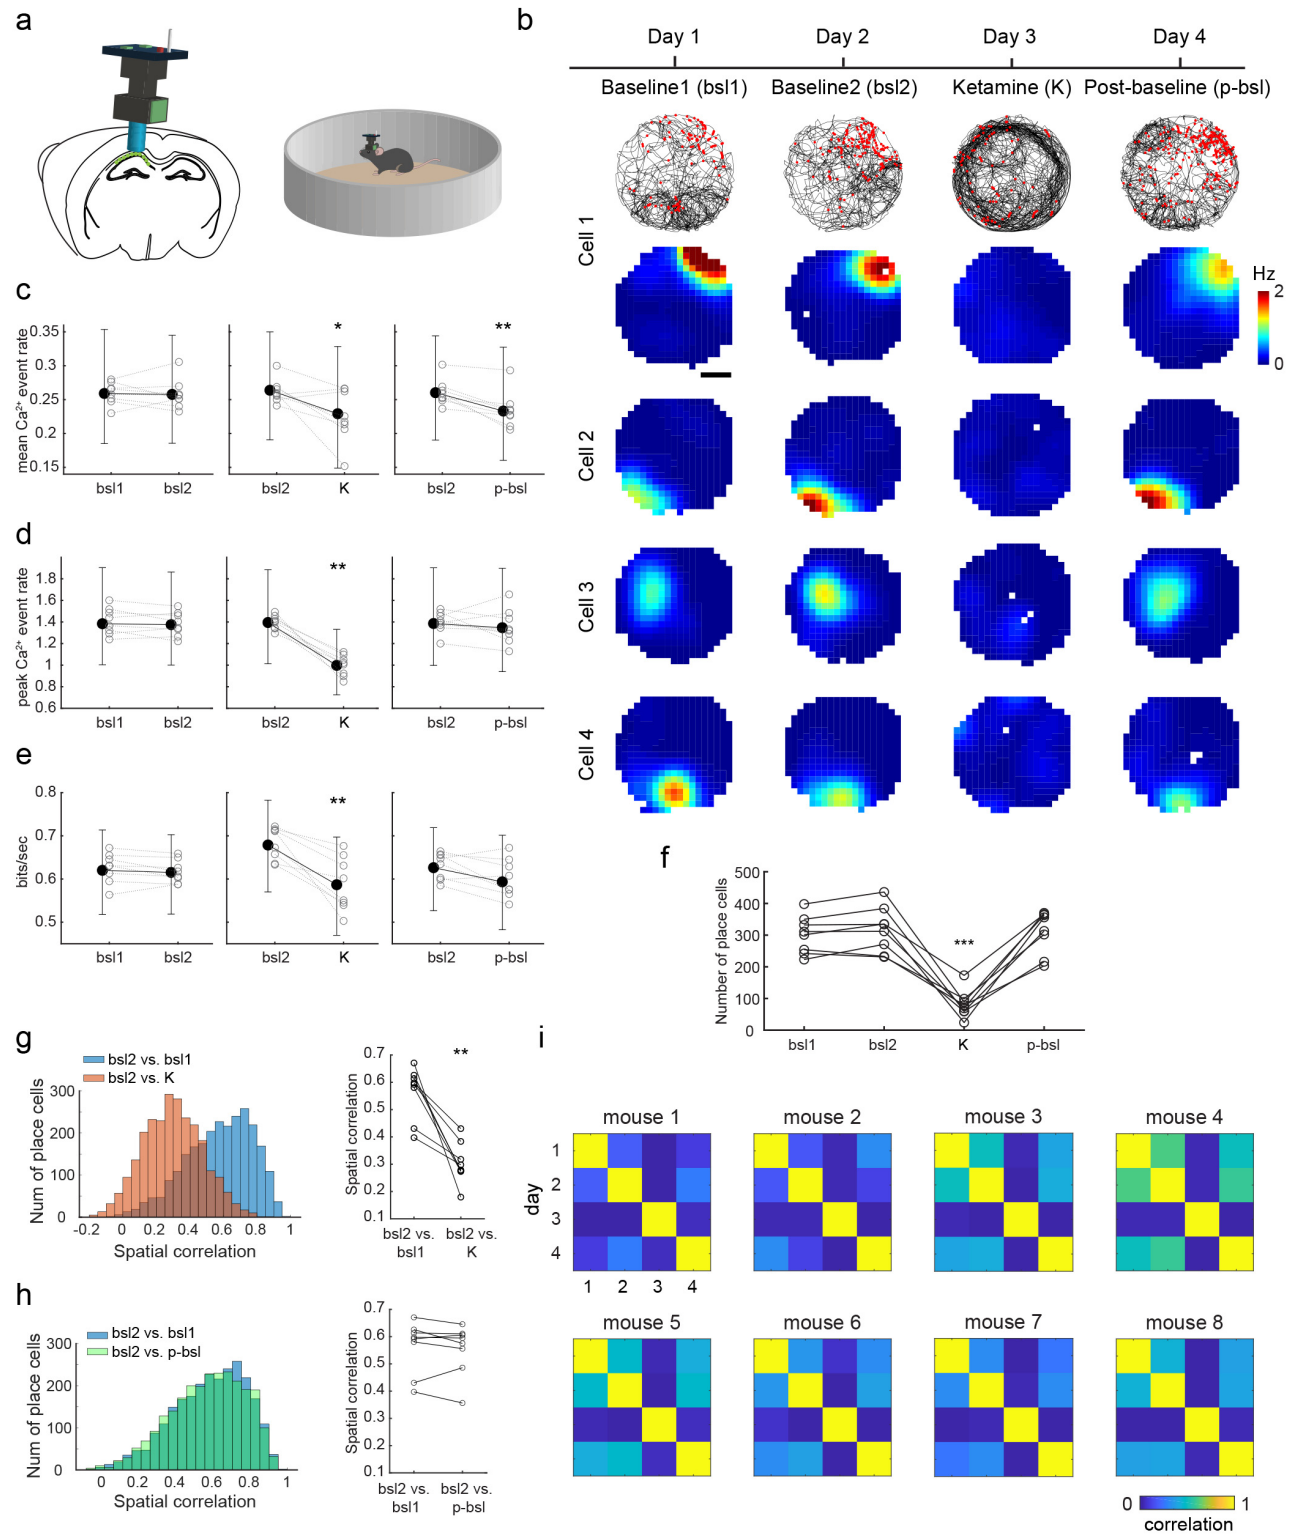 a
b
Day 1 Day 2 Day 3 Day 4
Baseline1 (bsl1) Baseline2 (bsl2) Ketamine (K) Post-baseline (p-bsl)
Cell 1
Hz
2
0
Cell 2
Cell 3
Cell 4
c
mean Ca²⁺ event rate
0.35
0.3
0.25
0.2
0.15
* **
bsl1 bsl2 bsl2 K bsl2 p-bsl
d
peak Ca²⁺ event rate
1.8
1.6
1.4
1.2
1
0.8
0.6
**
bsl1 bsl2 bsl2 K bsl2 p-bsl
e
bits/sec
0.8
0.7
0.6
0.5
**
bsl1 bsl2 bsl2 K bsl2 p-bsl
f
Number of place cells
500
400
300
200
100
0
***
bsl1 bsl2 K p-bsl
g
bsl2 vs. bsl1
bsl2 vs. K
Num of place cells
300
200
100
0
-0.2 0 0.2 0.4 0.6 0.8 1
Spatial correlation
Spatial correlation
0.7
0.6
0.5
0.4
0.3
0.2
0.1
**
bsl2 vs. bsl2 vs.
bsl1 K
h
bsl2 vs. bsl1
bsl2 vs. p-bsl
Num of place cells
300
200
100
0
0 0.2 0.4 0.6 0.8 1
Spatial correlation
Spatial correlation
0.7
0.6
0.5
0.4
0.3
0.2
0.1
bsl2 vs. bsl2 vs.
bsl1 p-bsl
i
mouse 1 mouse 2 mouse 3 mouse 4
day
1
2
3
4
1 2 3 4
mouse 5 mouse 6 mouse 7 mouse 8
0 1
correlation